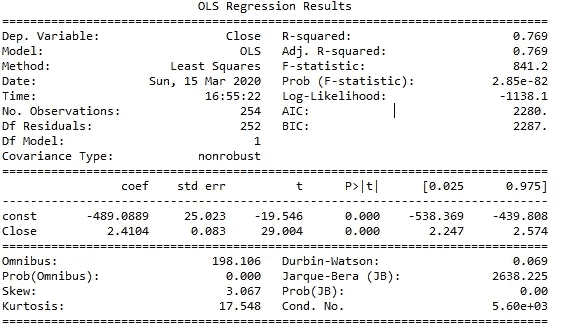 OLS Regression Results
==============================================================================
Dep. Variable: Close R-squared: 0.769
Model: OLS Adj. R-squared: 0.769
Method: Least Squares F-statistic: 841.2
Date: Sun, 15 Mar 2020 Prob (F-statistic): 2.85e-82
Time: 16:55:22 Log-Likelihood: -1138.1
No. Observations: 254 AIC: 2280.
Df Residuals: 252 BIC: 2287.
Df Model: 1
Covariance Type: nonrobust
==============================================================================
coef std err t P>|t| [0.025 0.975]
------------------------------------------------------------------------------
const -489.0889 25.023 -19.546 0.000 -538.369 -439.808
Close 2.4104 0.083 29.004 0.000 2.247 2.574
==============================================================================
Omnibus: 198.106 Durbin-Watson: 0.069
Prob(Omnibus): 0.000 Jarque-Bera (JB): 2638.225
Skew: 3.067 Prob(JB): 0.00
Kurtosis: 17.548 Cond. No. 5.60e+03
==============================================================================